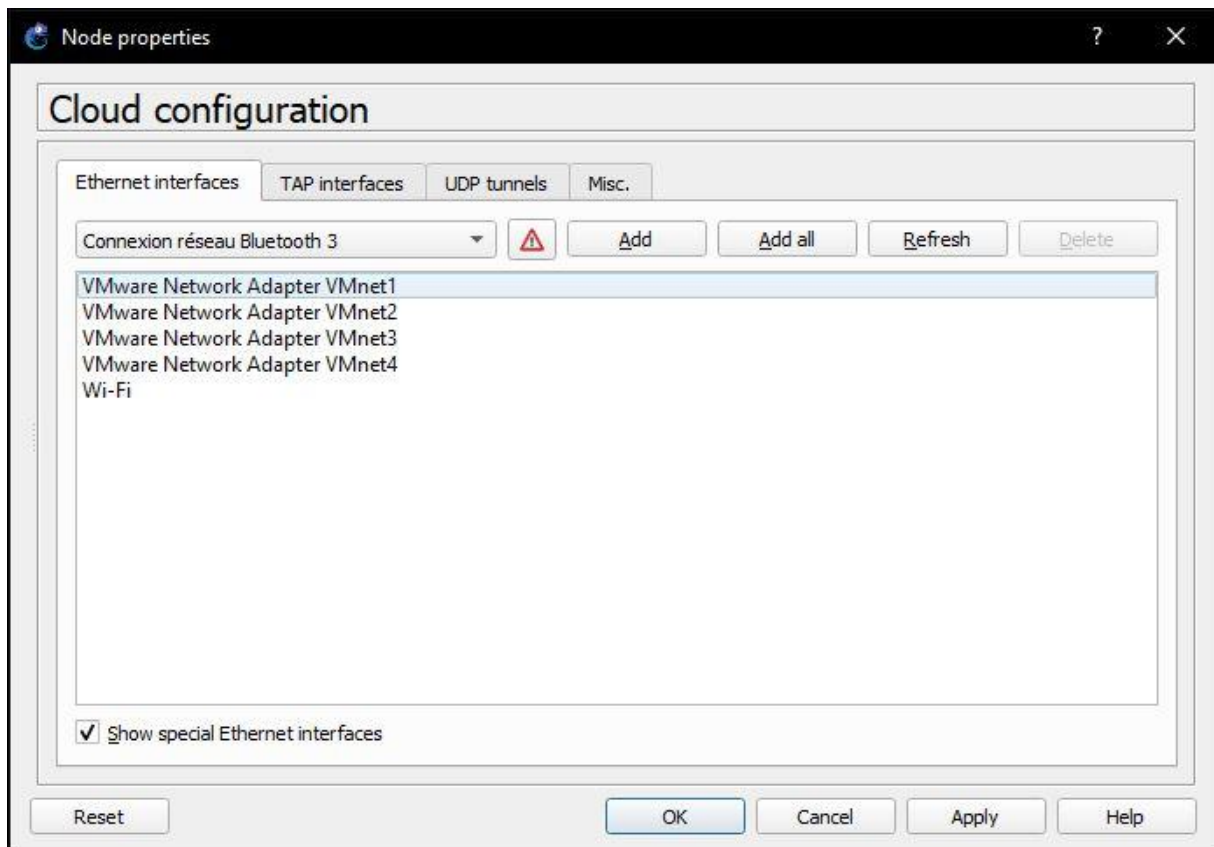 Node properties
?
Cloud configuration
Ethernet interfaces TAP interfaces UDP tunnels Misc.
Connexion réseau Bluetooth 3 Add Add all Refresh Delete
VMware Network Adapter VMnet1
VMware Network Adapter VMnet2
VMware Network Adapter VMnet3
VMware Network Adapter VMnet4
Wi-Fi
Show special Ethernet interfaces
Reset OK Cancel Apply Help